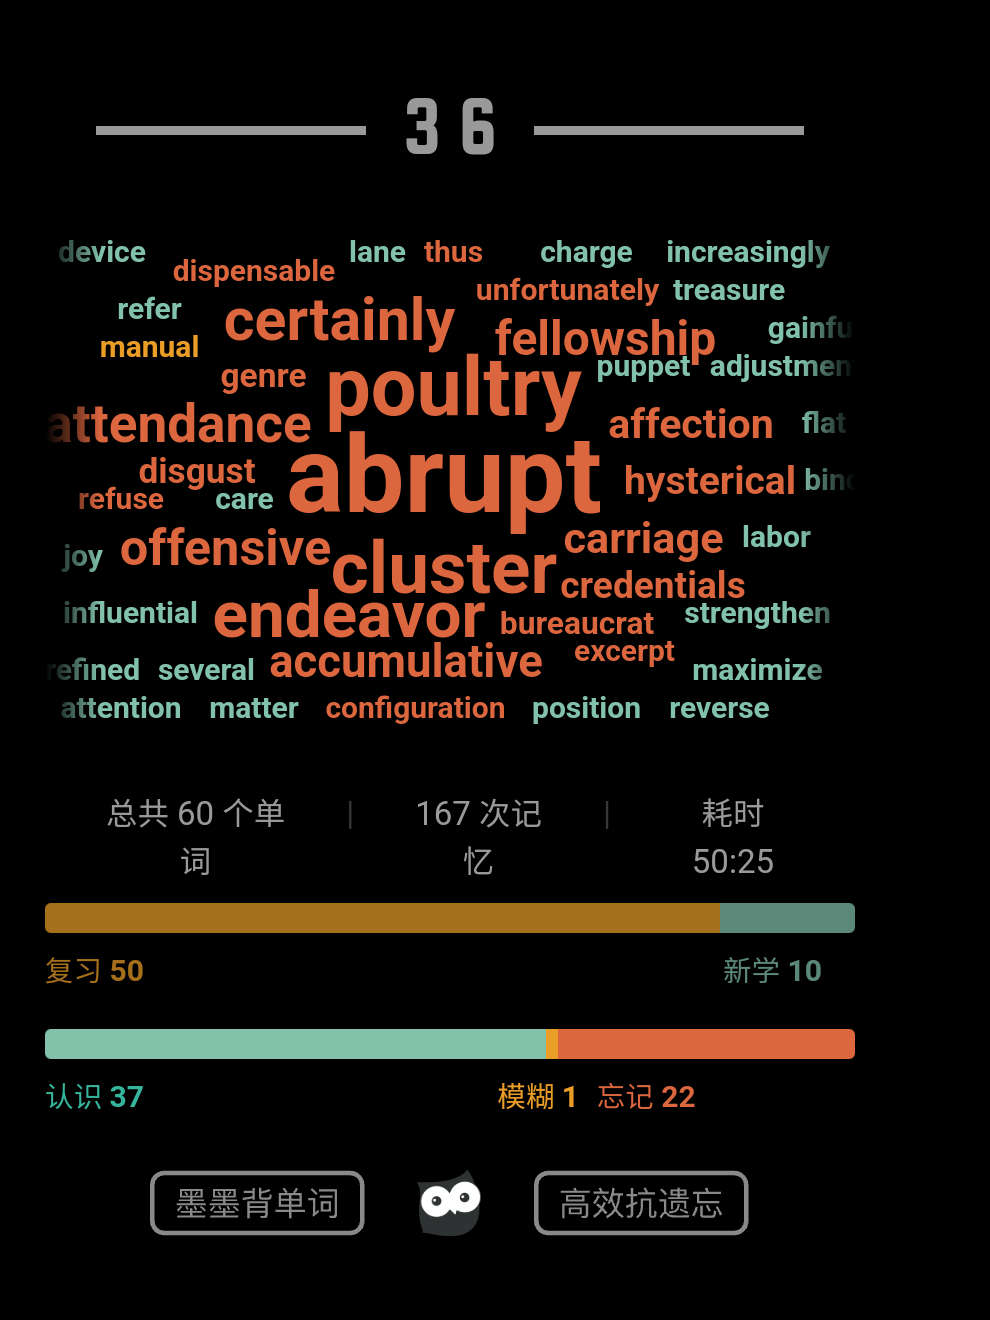 36
device lane thus charge increasingly
dispensable
unfortunately treasure
refer certainly
fellowship gainfu
manual
puppet adjustmen
genre poultry
attendance affection flat
disgust abrupt hysterical
refuse care
offensive carriage labor
joy cluster
credentials
influential endeavor bureaucrat strengthen
accumulative excerpt
refined several maximize
attention matter configuration position reverse
总共 60 个单词 | 167 次记忆 | 耗时 50:25
复习 50 新学 10
认识 37 模糊 1 忘记 22
墨墨背单词 高效抗遗忘